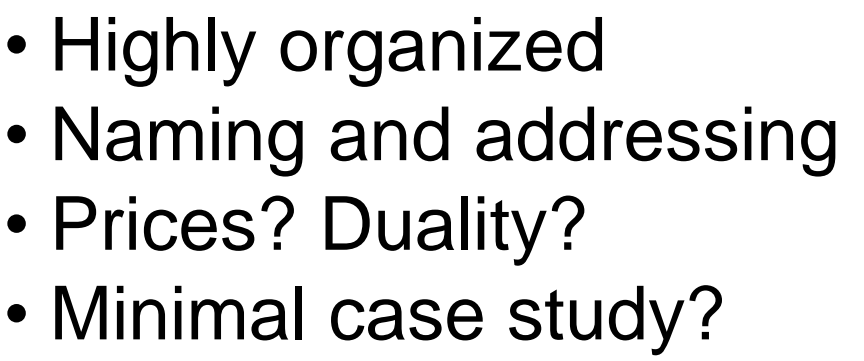 • Highly organized
• Naming and addressing
• Prices? Duality?
• Minimal case study?